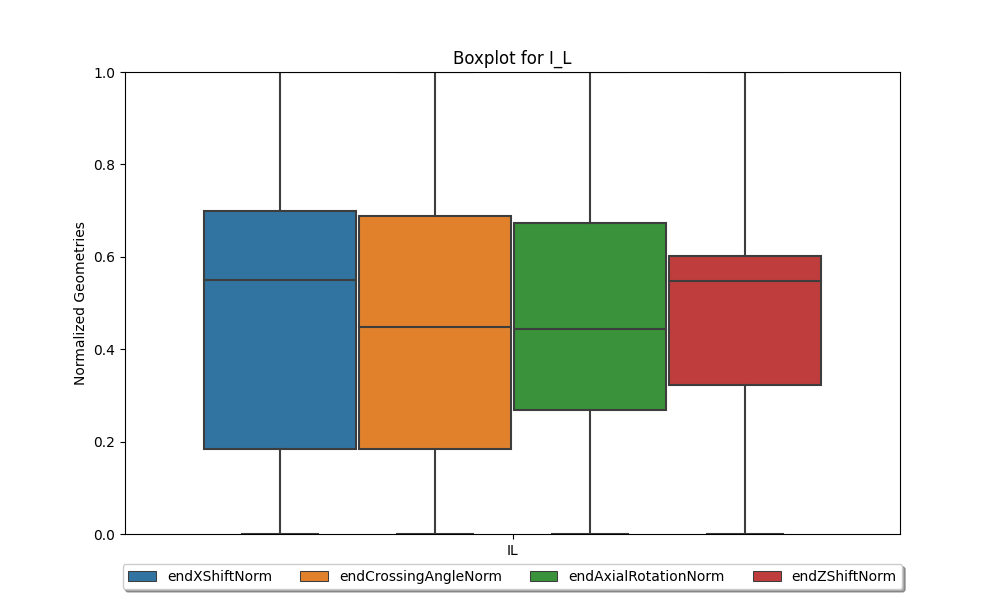 Boxplot for I_L
1.0
0.8
0.6
0.4
0.2
0.0
Normalized Geometries
IL
endXShiftNorm endCrossingAngleNorm endAxialRotationNorm endZShiftNorm